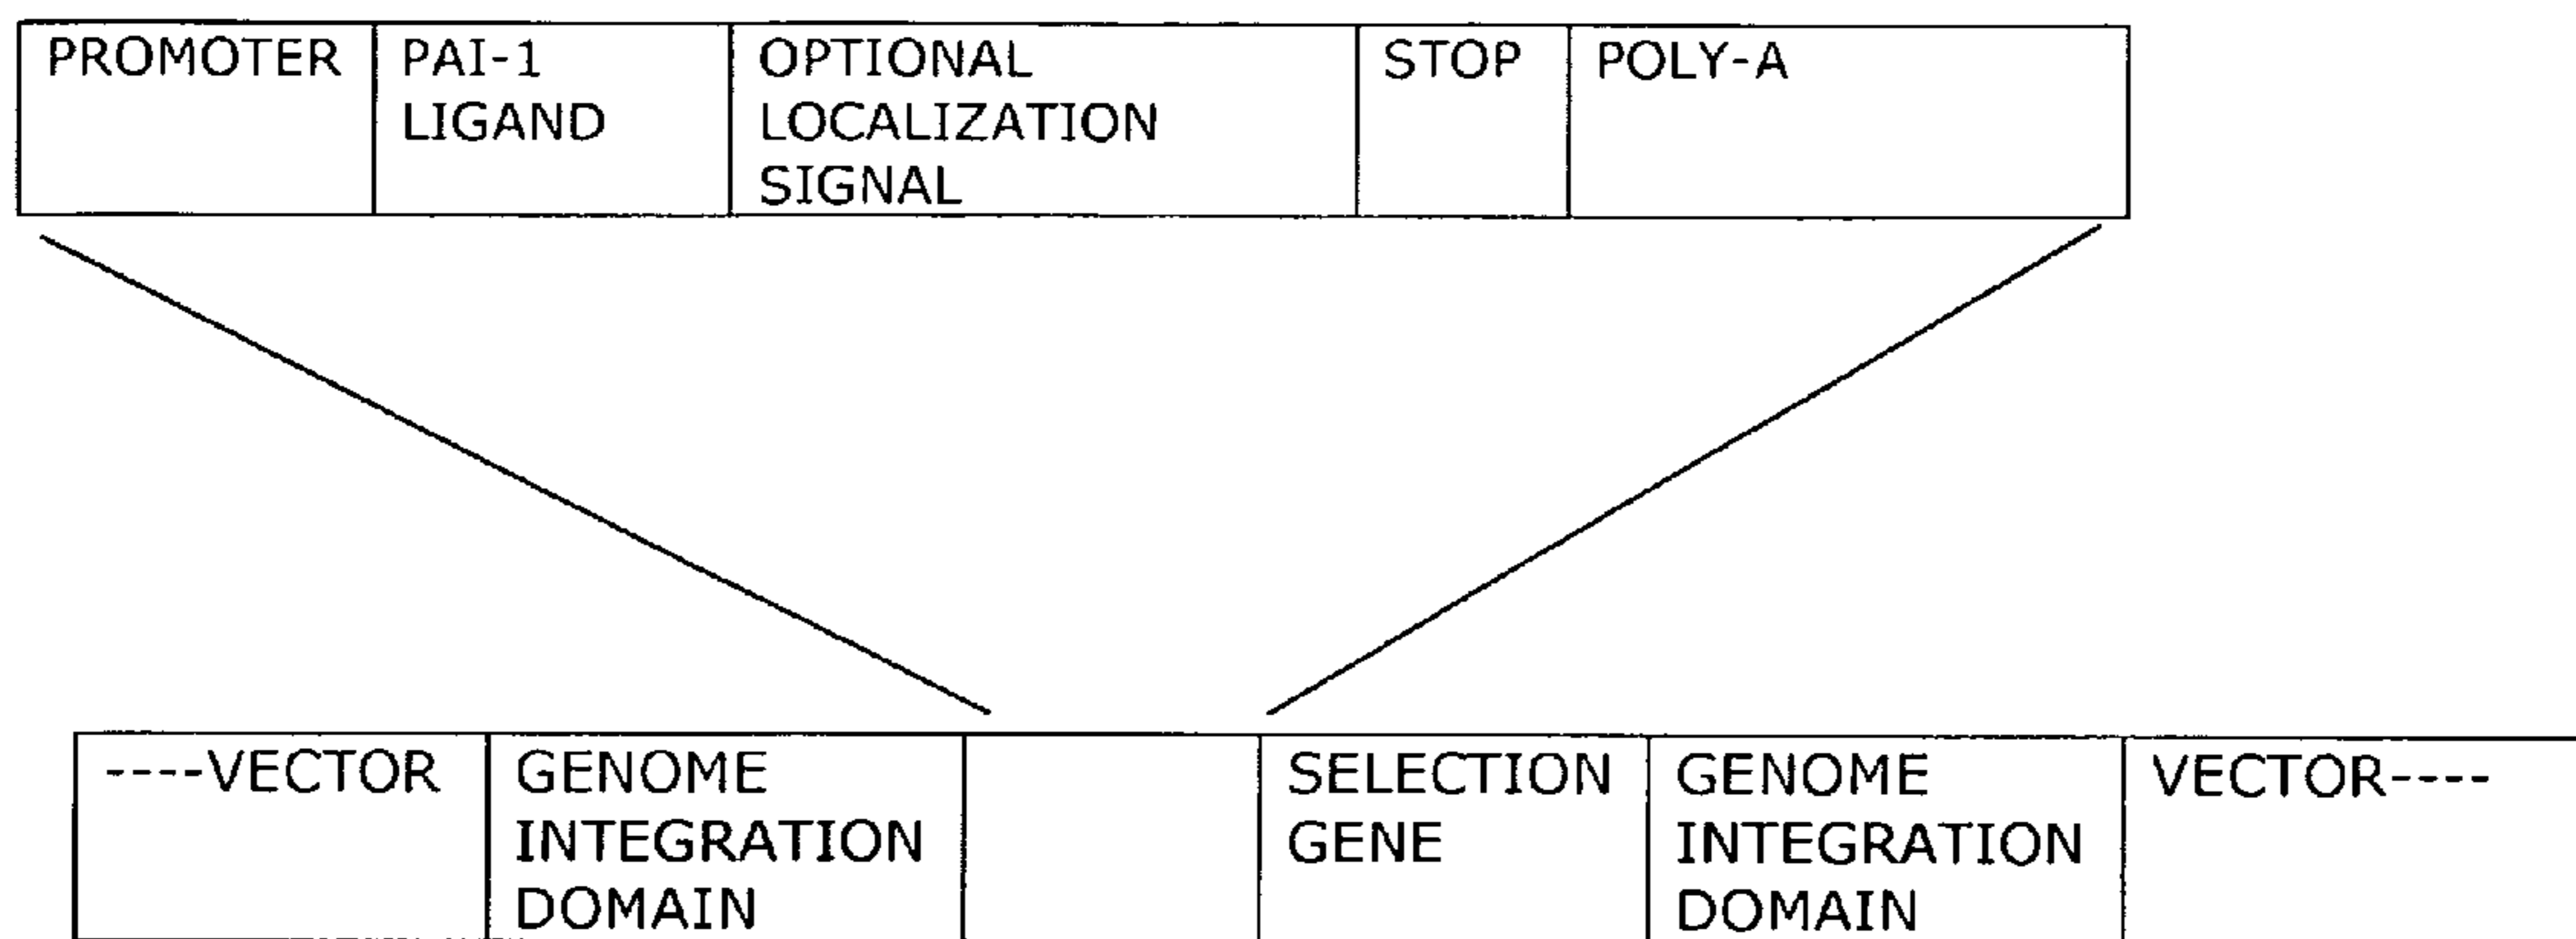 PROMOTER
PAI-1
LIGAND
OPTIONAL
LOCALIZATION
SIGNAL
STOP
POLY-A
----VECTOR
GENOME
INTEGRATION
DOMAIN
SELECTION
GENE
GENOME
INTEGRATION
DOMAIN
VECTOR----